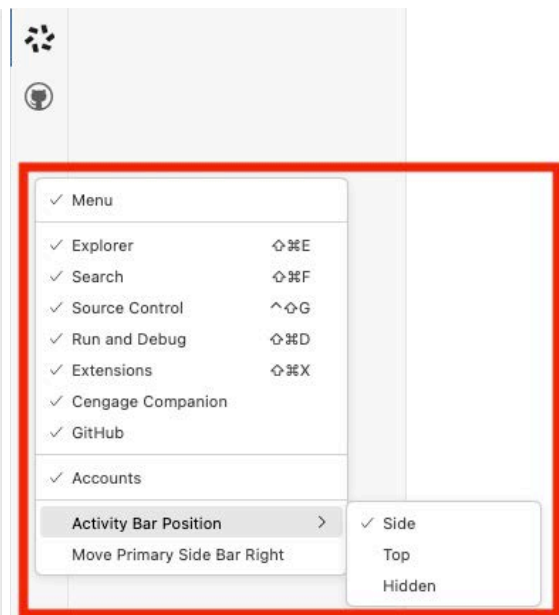 ✓ Menu
✓ Explorer ⇧⌘E
✓ Search ⇧⌘F
✓ Source Control ^⇧G
✓ Run and Debug ⇧⌘D
✓ Extensions ⇧⌘X
✓ Cengage Companion
✓ GitHub
✓ Accounts
Activity Bar Position > ✓ Side
Move Primary Side Bar Right Top
Hidden